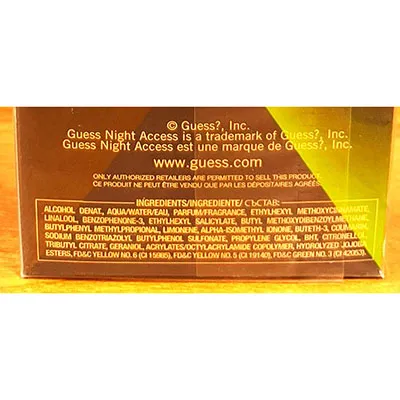 © Guess?, Inc.
Guess Night Access is a trademark of Guess?, Inc.
Guess Night Access est une marque de Guess?, Inc.
www.guess.com
ONLY AUTHORIZED RETAILERS ARE PERMITTED TO SELL THIS PRODUCT.
CE PRODUIT NE PEUT ÊTRE VENDU QUE PAR LES DÉPOSITAIRES AGRÉÉS.
INGREDIENTS/INGREDIENTE/ CЪCTAB:
ALCOHOL DENAT, AQUA/WATER/EAU, PARFUM/FRAGRANCE, ETHYLHEXYL METHOXYCINNAMATE,
LINALOOL, BENZOPHENONE-3, ETHYLHEXYL SALICYLATE, BUTYL METHOXYDIBENZOYLMETHANE,
BUTYLPHENYL METHYLPROPIONAL, LIMONENE, ALPHA-ISOMETHYL IONONE, BUTETH-3, COUMARIN,
SODIUM BENZOTRIAZOLYL BUTYLPHENOL SULFONATE, PROPYLENE GLYCOL, BHT, CITRONELLOL,
TRIBUTYL CITRATE, GERANIOL, ACRYLATES/OCTYLACRYLAMIDE COPOLYMER, HYDROLYZED JOJOBA
ESTERS, FD&C YELLOW NO. 6 (CI 15985), FD&C YELLOW NO. 5 (CI 19140), FD&C GREEN NO. 3 (CI 42053).